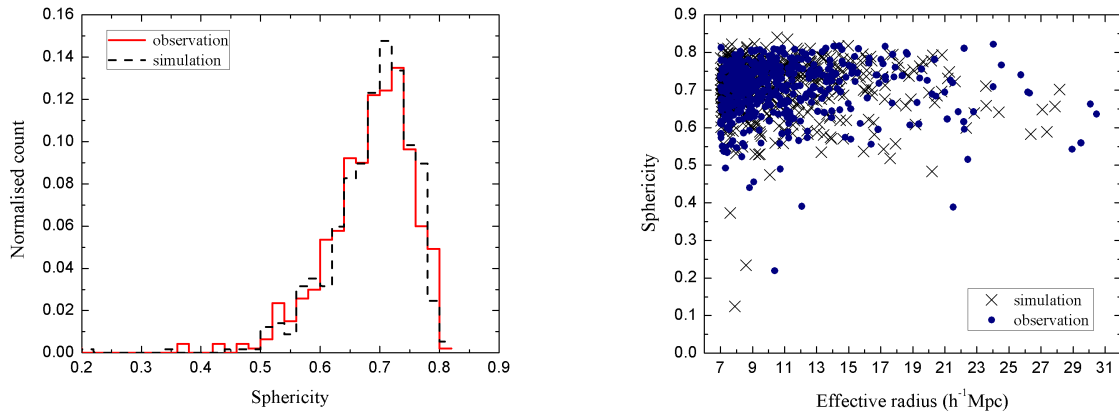 observation
simulation
0.16
0.14
0.12
0.10
0.08
0.06
0.04
0.02
0.00
Normalised count
0.2 0.3 0.4 0.5 0.6 0.7 0.8 0.9
Sphericity
0.9
0.8
0.7
0.6
0.5
0.4
0.3
0.2
0.1
0.0
Sphericity
simulation
observation
7 9 11 13 15 17 19 21 23 25 27 29 31
Effective radius (h⁻¹Mpc)